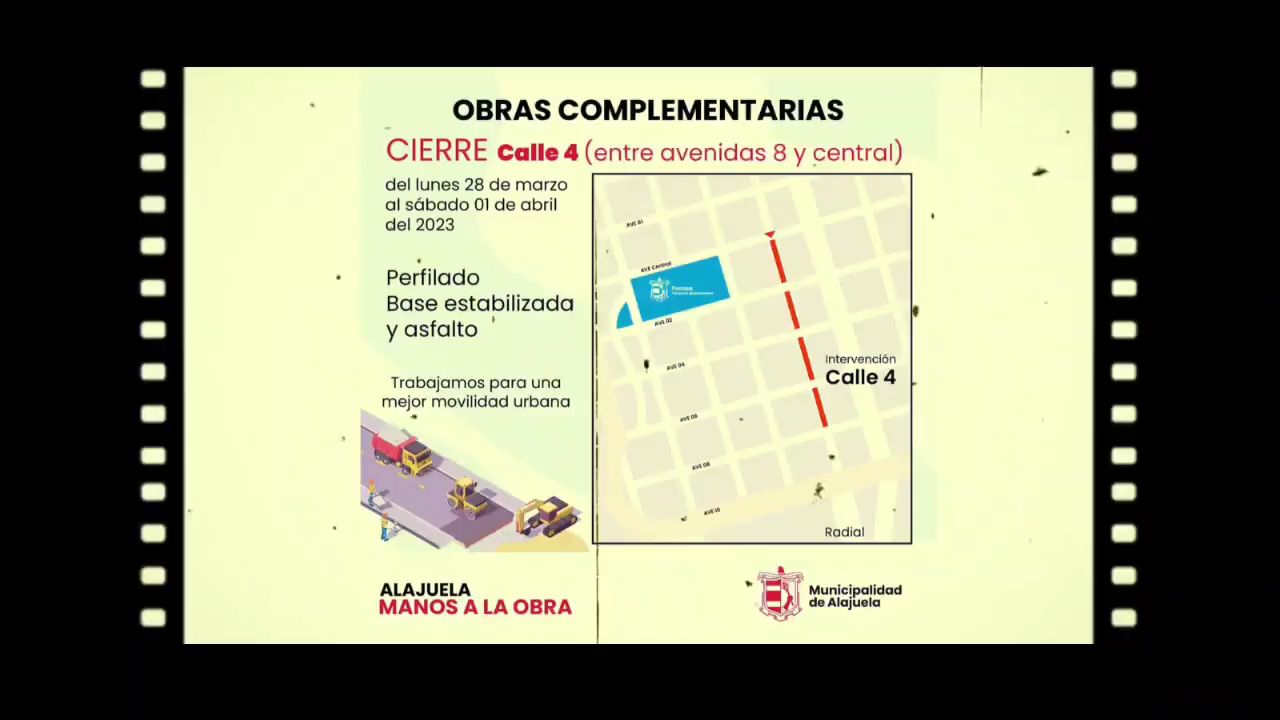 OBRAS COMPLEMENTARIAS
CIERRE Calle 4 (entre avenidas 8 y central)
del lunes 28 de marzo
al sábado 01 de abril
del 2023
Perfilado
Base estabilizada
y asfalto
Trabajamos para una
mejor movilidad urbana
AVE 01
AVE Central
Fecosa
AVE 02
AVE 04
AVE 06
AVE 08
AVE 10
Intervención
Calle 4
Radial
ALAJUELA
MANOS A LA OBRA
Municipalidad
de Alajuela